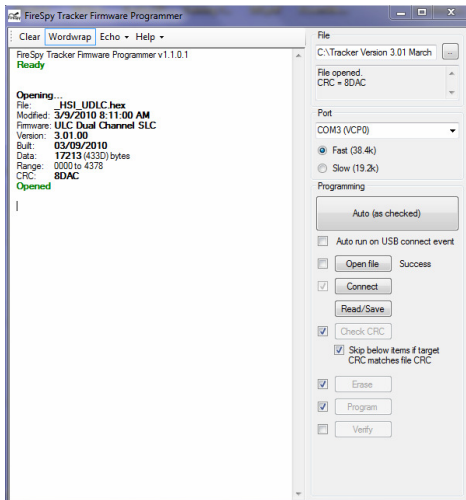 FireSpy Tracker Firmware Programmer
Clear Wordwrap Echo Help
FireSpy Tracker Firmware Programmer v1.1.0.1
Ready
Opening...
File: _HSI_UDLC.hex
Modified: 3/9/2010 8:11:00 AM
Firmware: ULC Dual Channel SLC
Version: 3.01.00
Built: 03/09/2010
Data: 17213 (433D) bytes
Range: 0000 to 4378
CRC: 8DAC
Opened
File
C:\Tracker Version 3.01 March
...
File opened.
CRC = 8DAC
Port
COM3 (VCP0)
Fast (38.4k)
Slow (19.2k)
Programming
Auto (as checked)
Auto run on USB connect event
Open file Success
Connect
Read/Save
Check CRC
Skip below items if target
CRC matches file CRC
Erase
Program
Verify